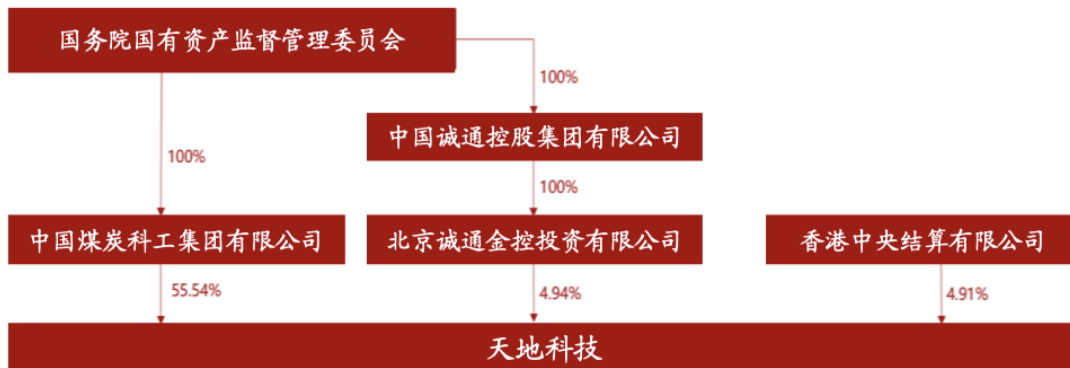 国务院国有资产监督管理委员会
100%
中国诚通控股集团有限公司
100%
100%
中国煤炭科工集团有限公司
北京诚通金控投资有限公司
香港中央结算有限公司
55.54%
4.94%
4.91%
天地科技